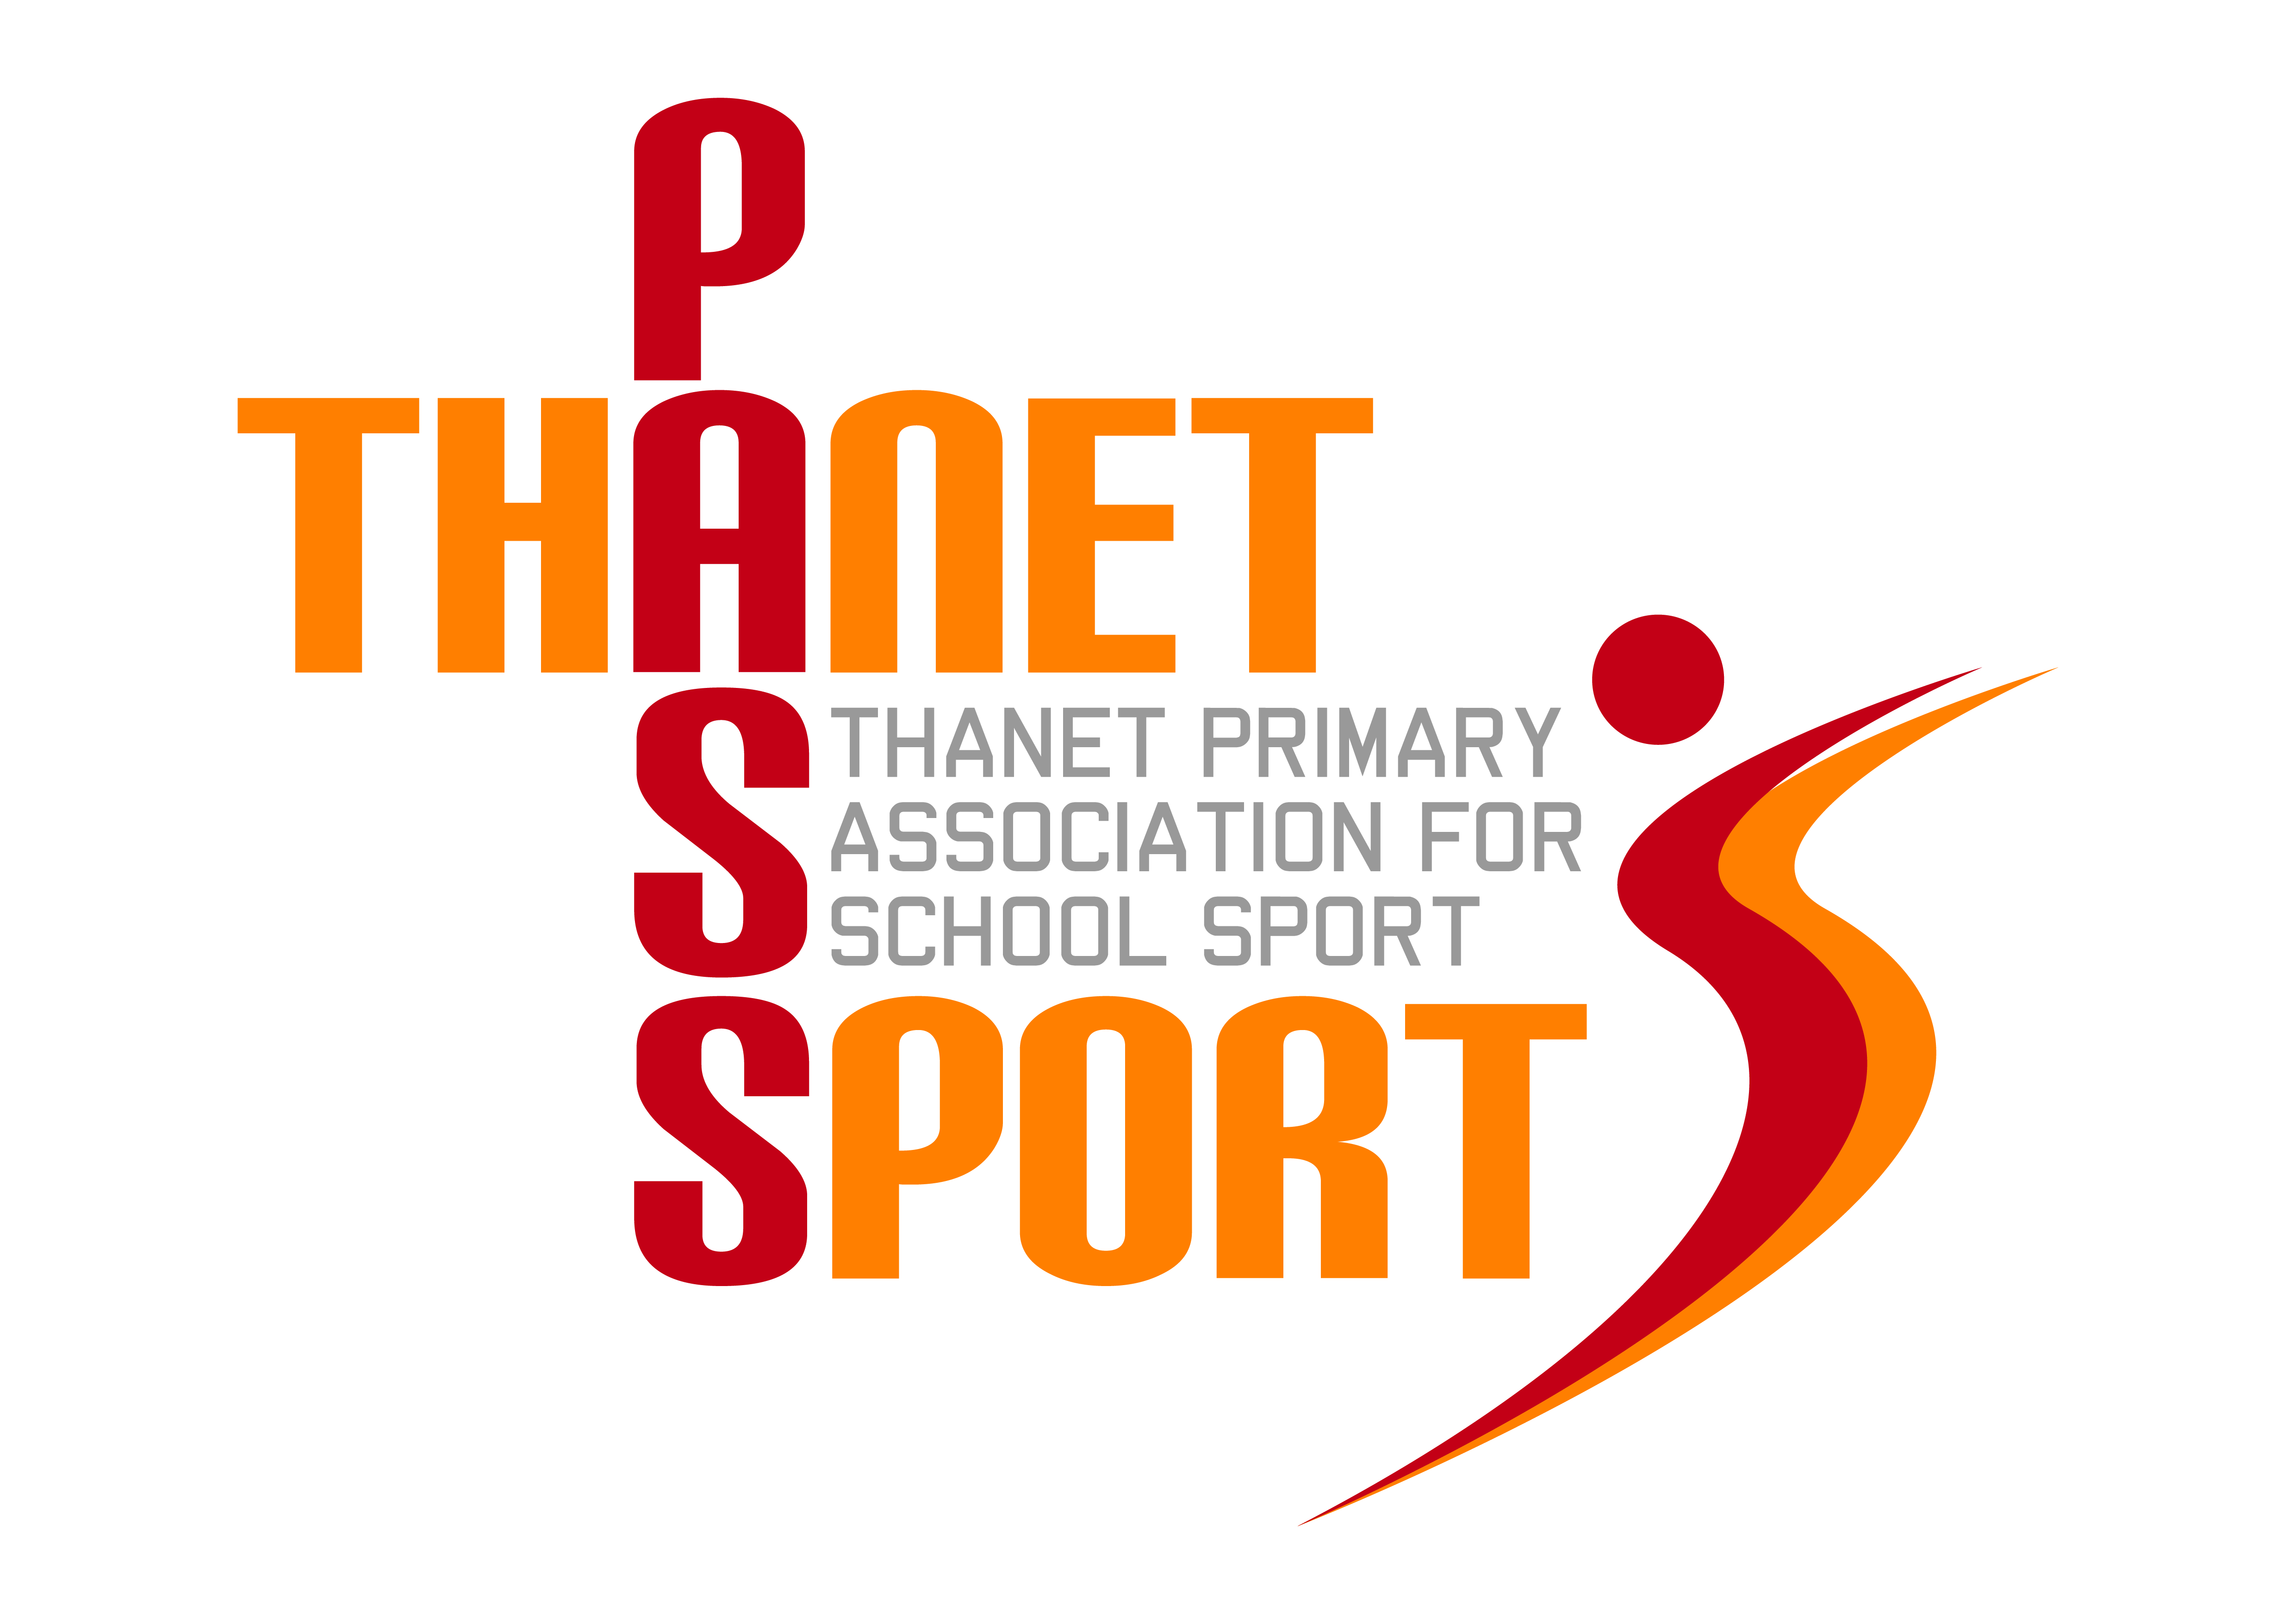 P
THANET
S
THANET PRIMARY
ASSOCIATION FOR
SCHOOL SPORT
SPORT